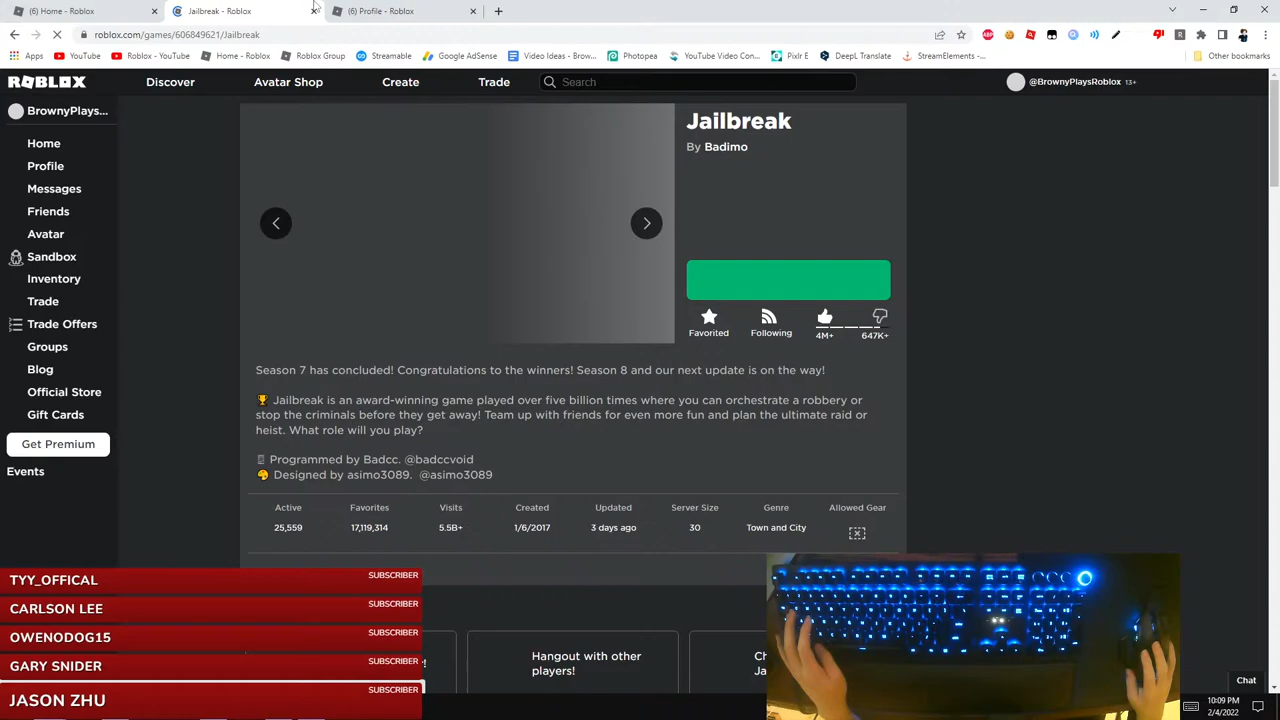 (6) Home - Roblox
Jailbreak - Roblox
(6) Profile - Roblox
roblox.com/games/606849621/Jailbreak
Apps
Home - YouTube
Roblox - YouTube
Home - Roblox
Roblox Group
Streamable
Google AdSense
Video Ideas - Brow...
Photopea
YouTube Video Con...
Pixlr E
DeepL Translate
StreamElements -...
Other bookmarks
ROBLOX
Discover
Avatar Shop
Create
Trade
Search
@BrownyPlaysRoblox 13+
BrownyPlays...
Home
Profile
Messages
Friends
Avatar
Sandbox
Inventory
Trade
Trade Offers
Groups
Blog
Official Store
Gift Cards
Get Premium
Events
Jailbreak
By Badimo
Favorited
Following
4M+
647K+
Season 7 has concluded! Congratulations to the winners! Season 8 and our next update is on the way!
🏆 Jailbreak is an award-winning game played over five billion times where you can orchestrate a robbery or
stop the criminals before they get away! Team up with friends for even more fun and plan the ultimate raid or
heist. What role will you play?
Programmed by Badcc. @badccvoid
🎨 Designed by asimo3089. @asimo3089
Active Favorites Visits Created Updated Server Size Genre Allowed Gear
25,559 17,119,314 5.5B+ 1/6/2017 3 days ago 30 Town and City
TYY_OFFICAL SUBSCRIBER
CARLSON LEE SUBSCRIBER
OWENODOG15 SUBSCRIBER
GARY SNIDER SUBSCRIBER
JASON ZHU SUBSCRIBER
Hangout with other
players!
Ch
Ja
Chat
10:09 PM
2/4/2022